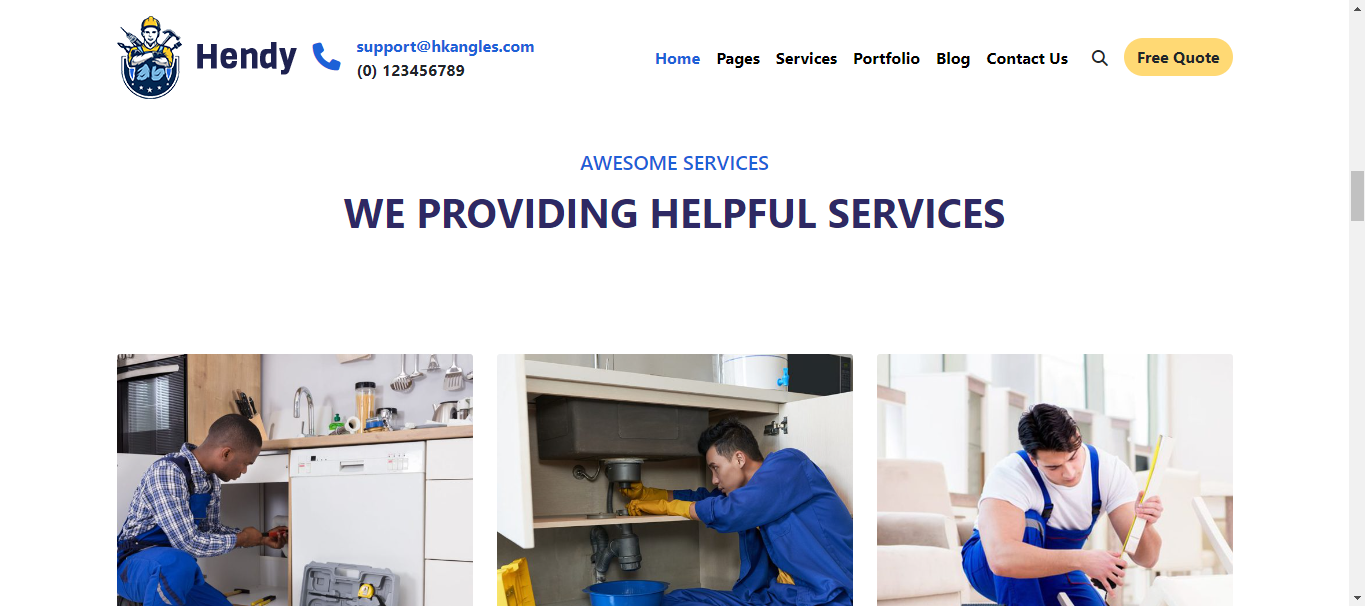 Hendy
support@hkangles.com
(0) 123456789
Home Pages Services Portfolio Blog Contact Us
Free Quote
AWESOME SERVICES
WE PROVIDING HELPFUL SERVICES